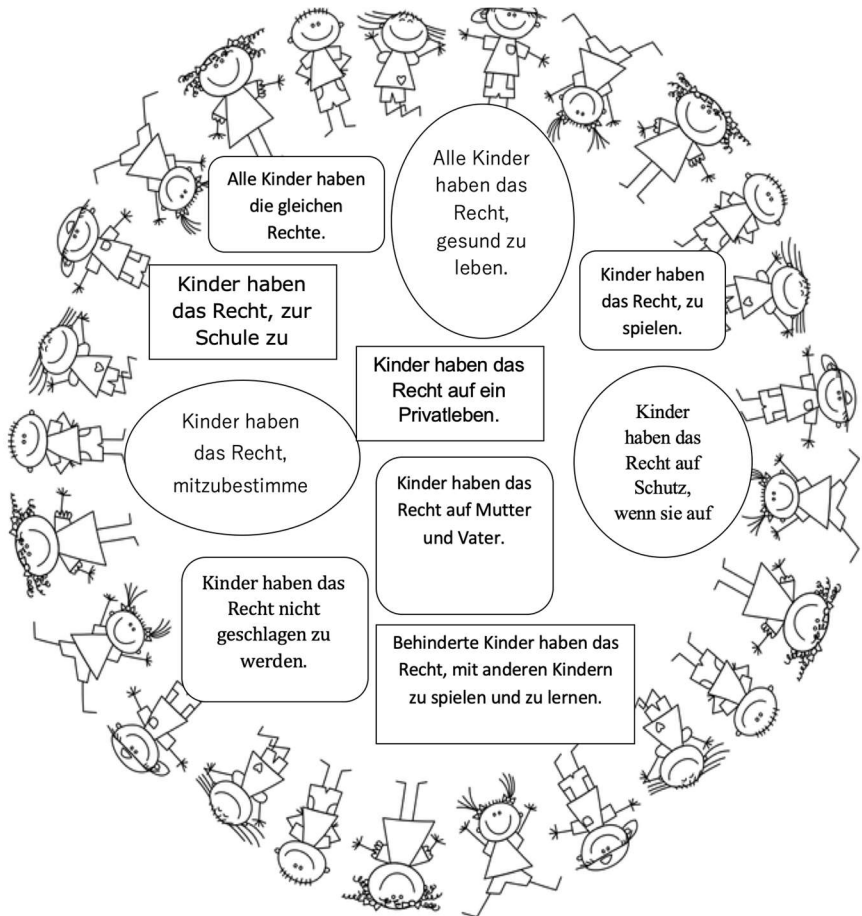 Alle Kinder haben
die gleichen
Rechte.
Alle Kinder
haben das
Recht,
gesund zu
leben.
Kinder haben
das Recht, zur
Schule zu
Kinder haben
das Recht, zu
spielen.
Kinder haben das
Recht auf ein
Privatleben.
Kinder haben
das Recht,
mitzubestimme
Kinder
haben das
Recht auf
Schutz,
wenn sie auf
Kinder haben das
Recht auf Mutter
und Vater.
Kinder haben das
Recht nicht
geschlagen zu
werden.
Behinderte Kinder haben das
Recht, mit anderen Kindern
zu spielen und zu lernen.